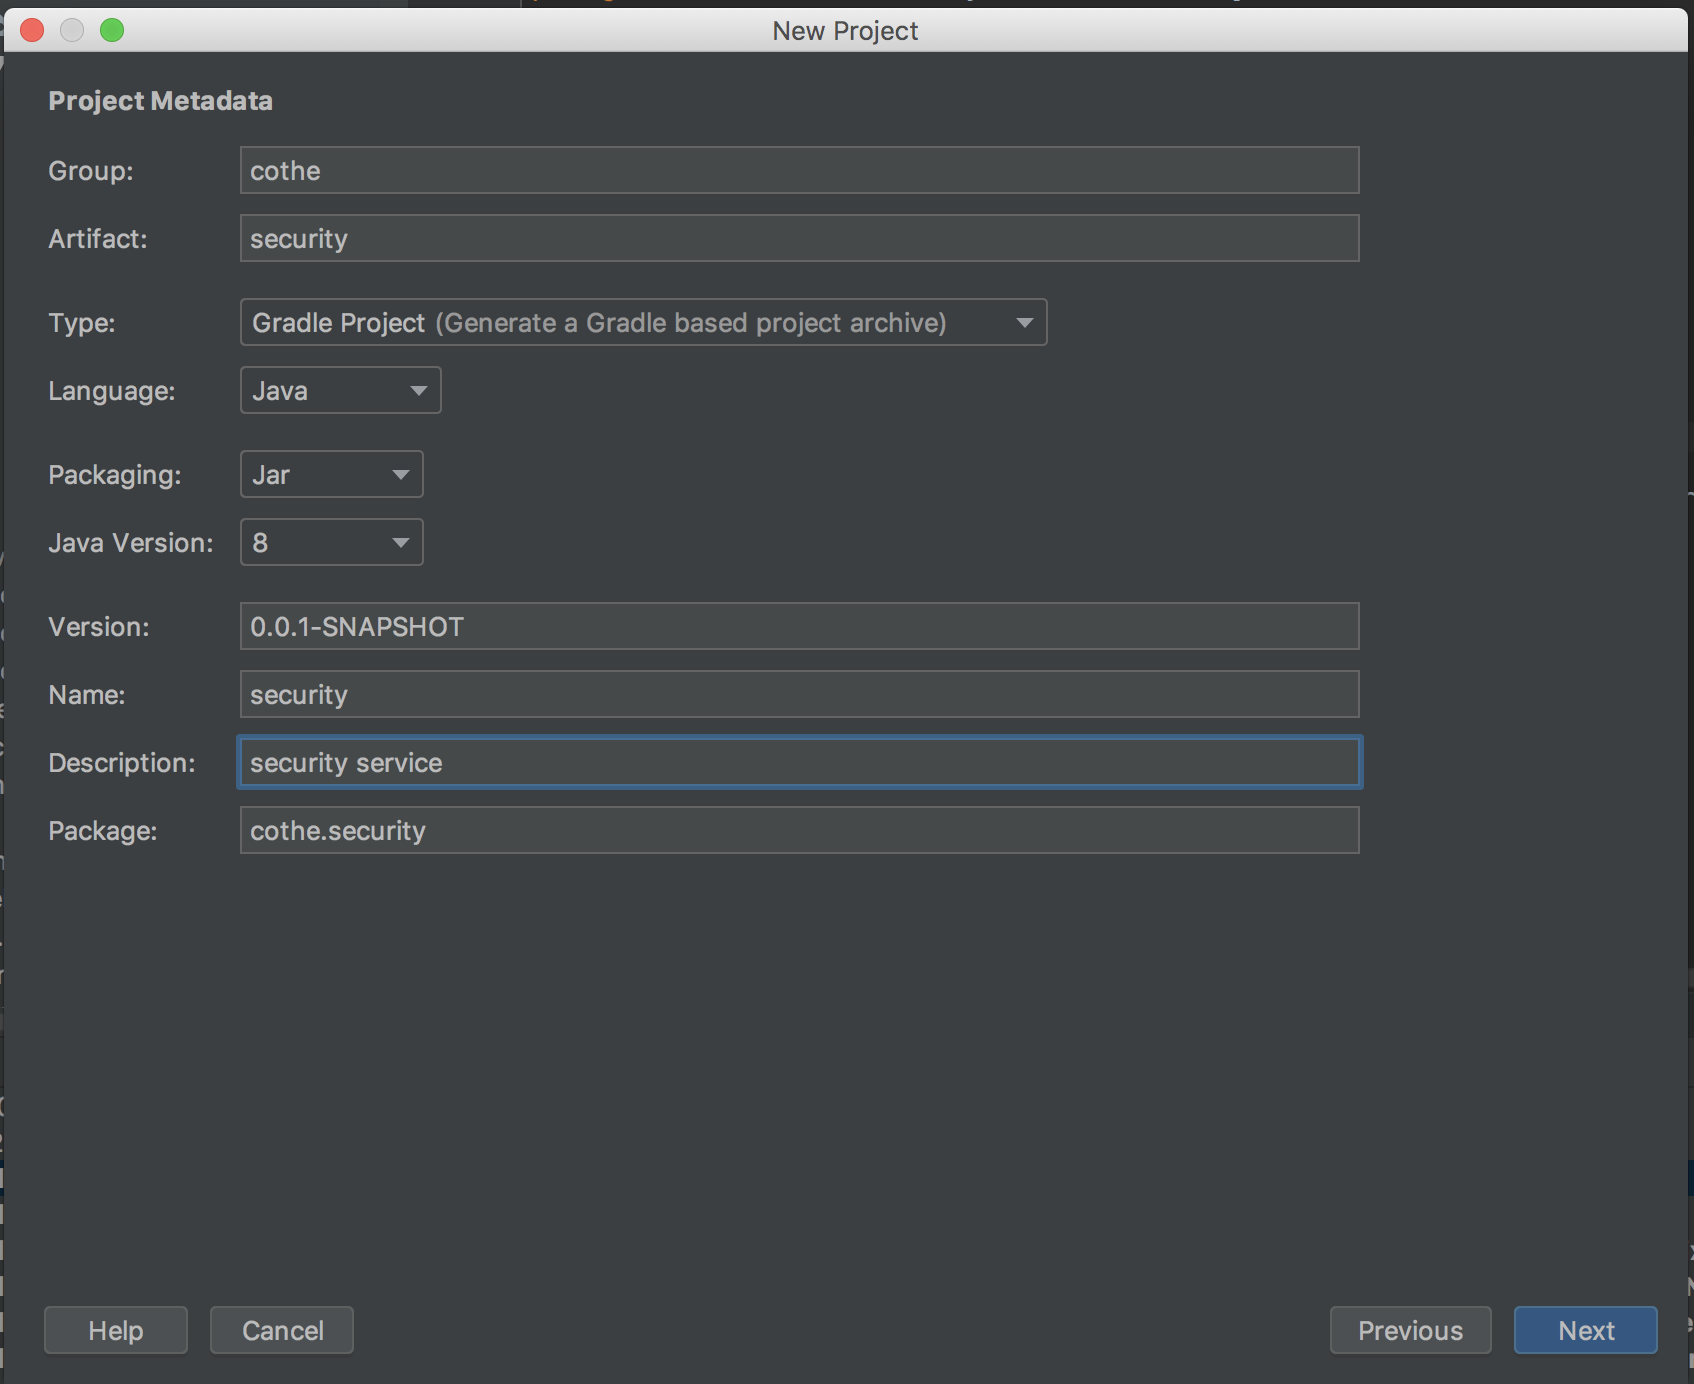 New Project
Project Metadata
Group: cothe
Artifact: security
Type: Gradle Project (Generate a Gradle based project archive)
Language: Java
Packaging: Jar
Java Version: 8
Version: 0.0.1-SNAPSHOT
Name: security
Description: security service
Package: cothe.security
Help Cancel Previous Next